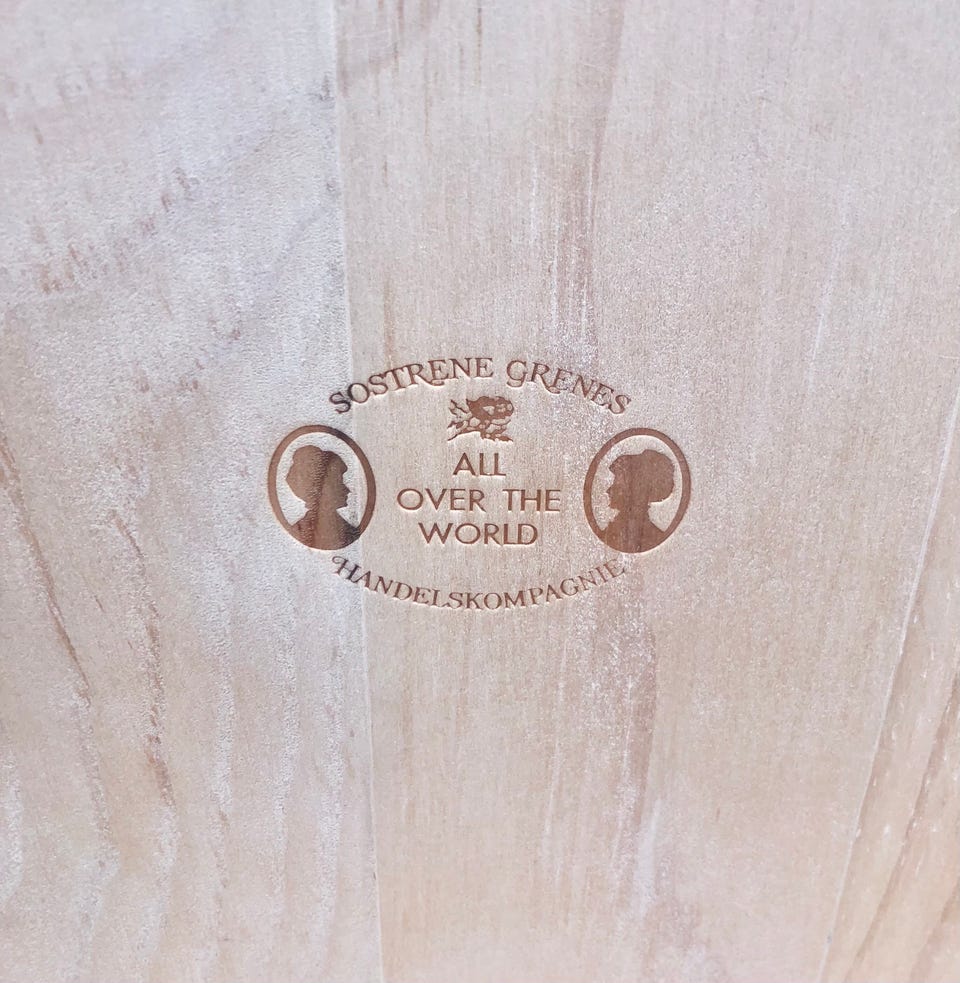 SOSTRENE GRENES
ALL
OVER THE
WORLD
HANDELSKOMPAGNIE